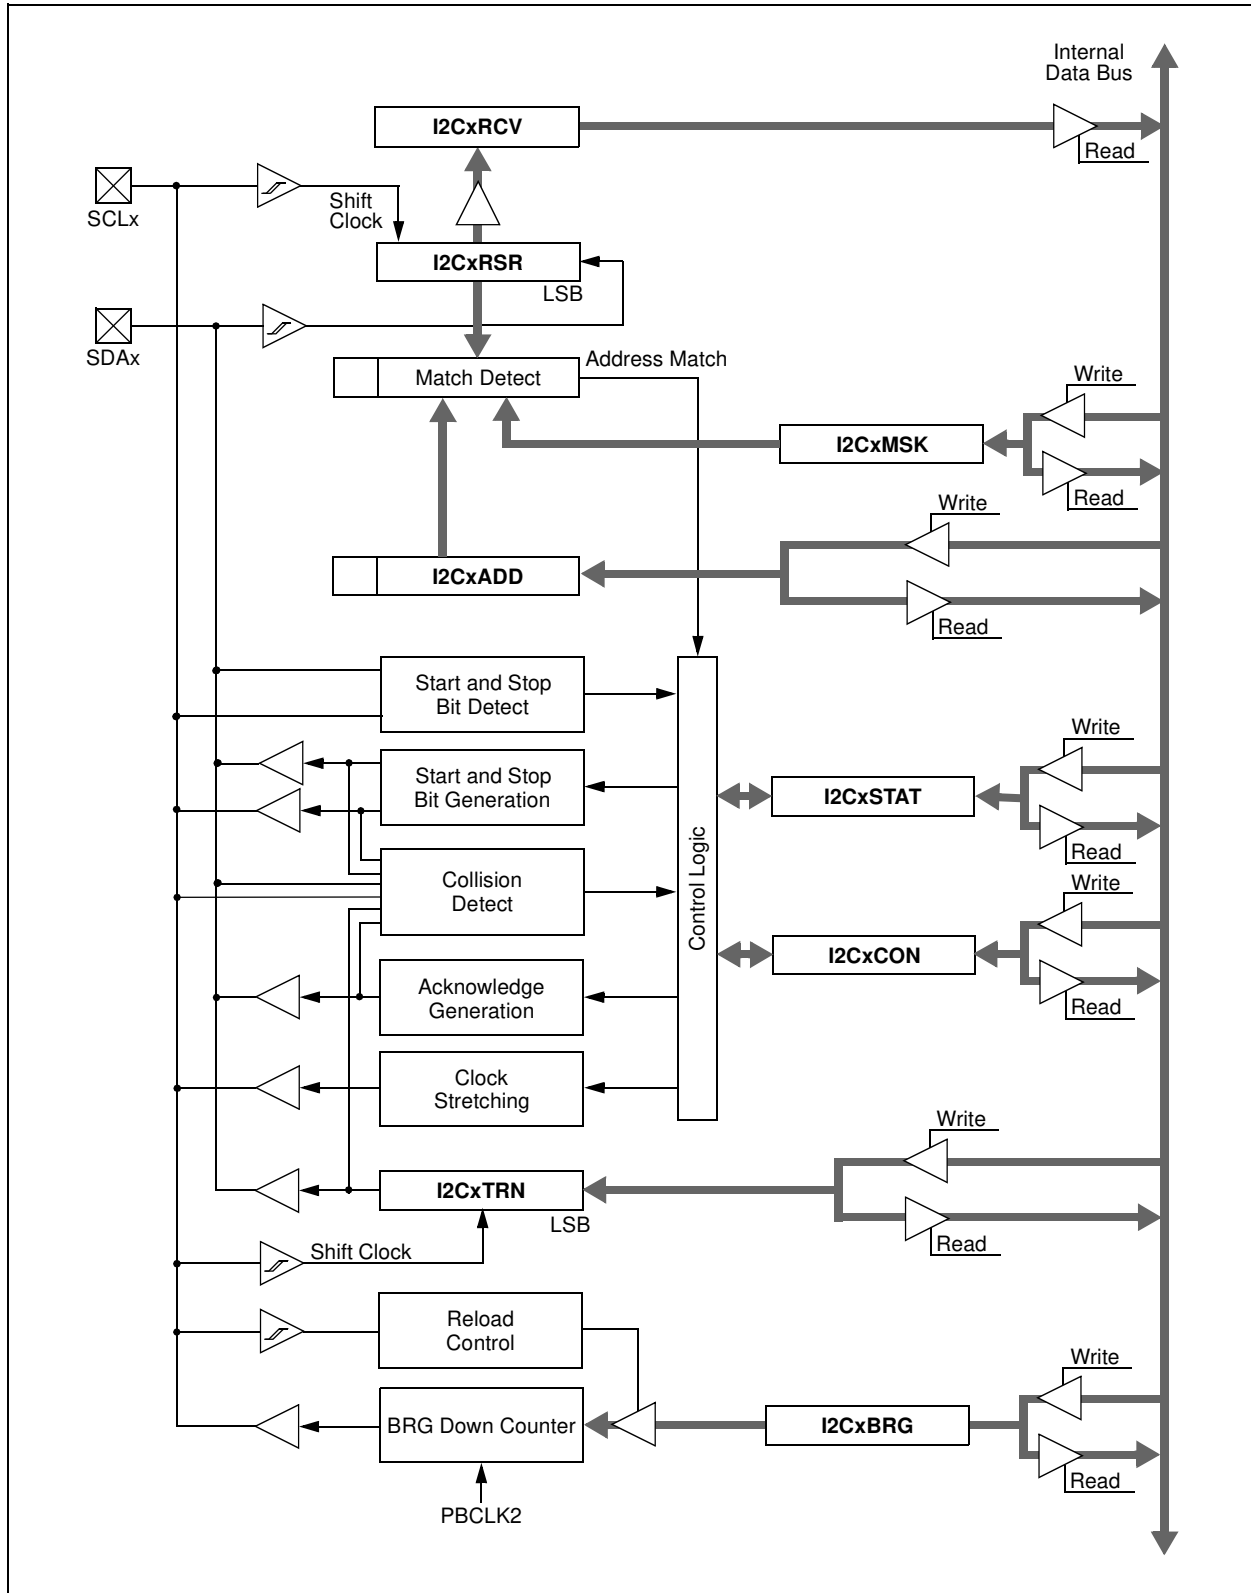 Internal
Data Bus
I2CxRCV
Read
SCLx
Shift
Clock
I2CxRSR
LSB
SDAx
Address Match
Match Detect
Write
I2CxMSK
Read
Write
I2CxADD
Read
Start and Stop
Bit Detect
Write
Start and Stop
Bit Generation
I2CxSTAT
Read
Control Logic
Collision
Detect
Write
I2CxCON
Acknowledge
Generation
Read
Clock
Stretching
Write
I2CxTRN
LSB
Read
Shift Clock
Reload
Control
Write
BRG Down Counter
I2CxBRG
Read
PBCLK2